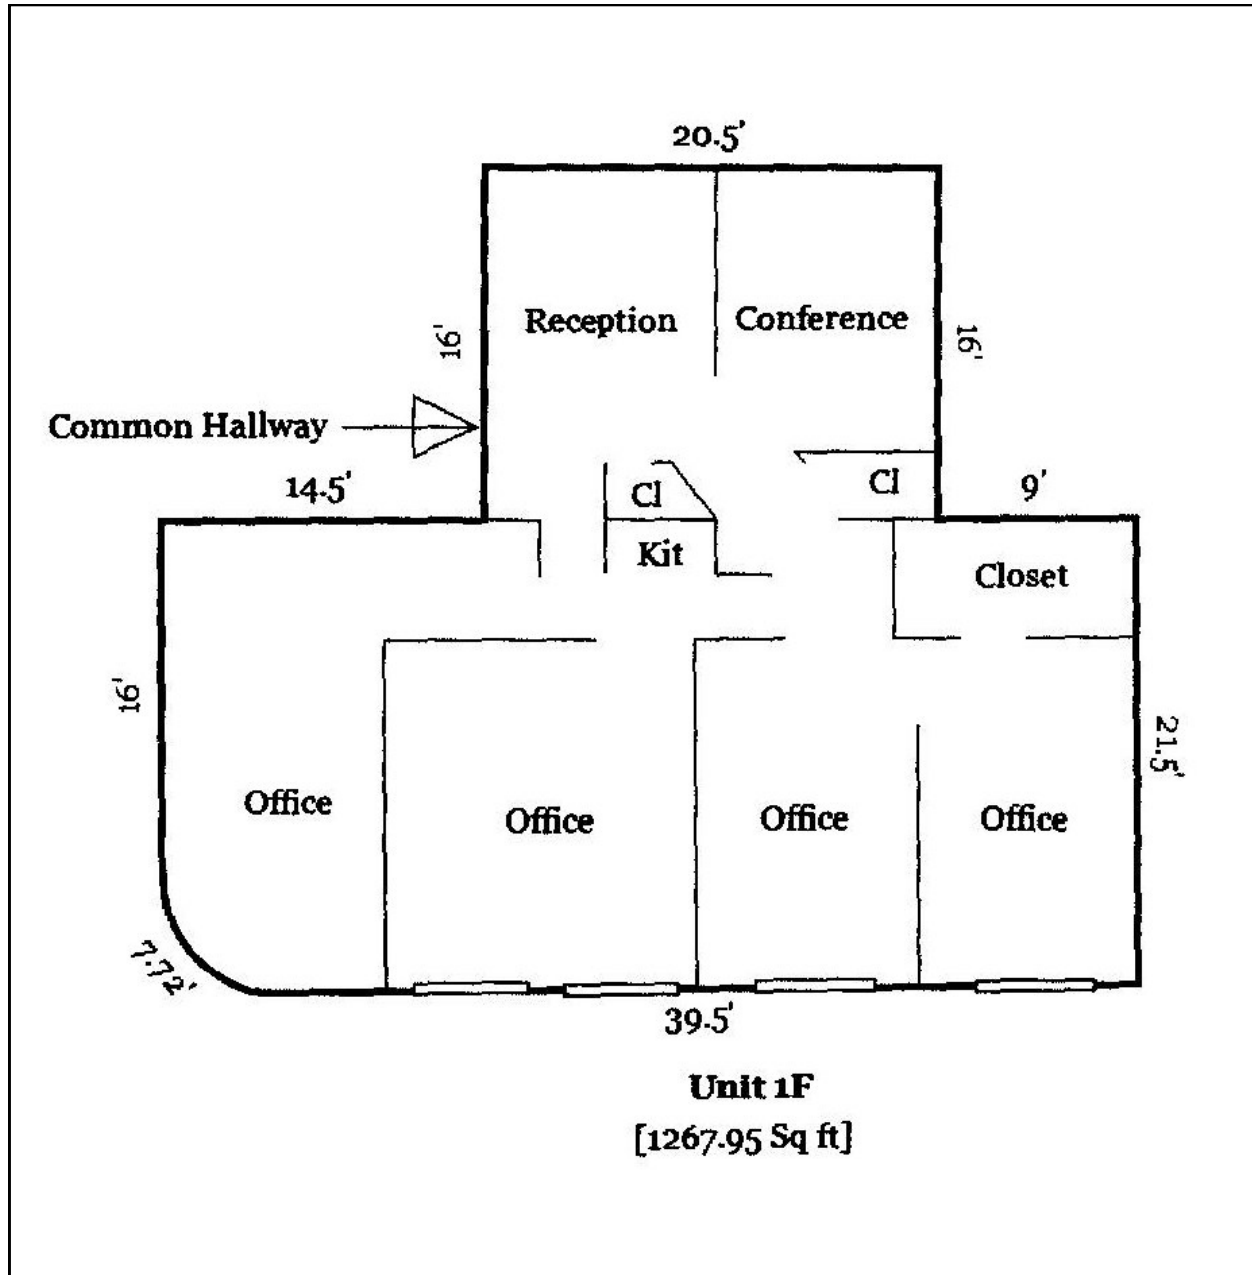 20.5'
Reception
Conference
16'
16'
Common Hallway
14.5'
Cl
Cl
9'
Kit
Closet
16'
21.5'
Office
Office
Office
Office
7.72'
39.5'
Unit 1F
[1267.95 Sq ft]